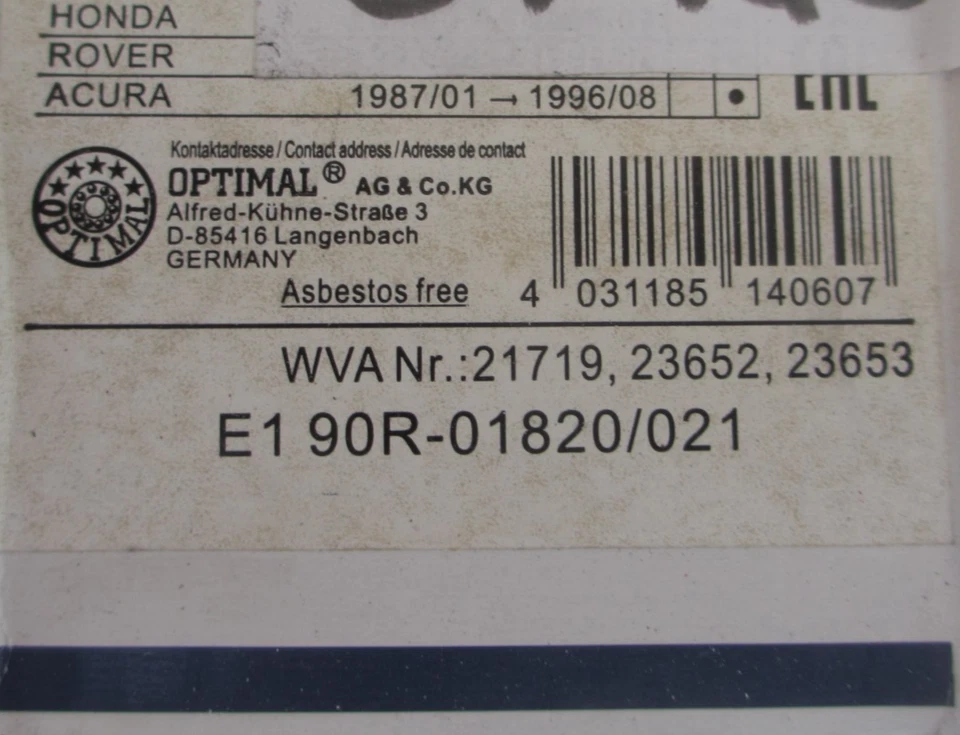 HONDA
ROVER
ACURA 1987/01 → 1996/08 EAC
Kontaktadresse / Contact address / Adresse de contact
OPTIMAL® AG & Co.KG
OPTIMAL
Alfred-Kühne-Straße 3
D-85416 Langenbach
GERMANY
Asbestos free
4 031185 140607
WVA Nr.:21719, 23652, 23653
E1 90R-01820/021